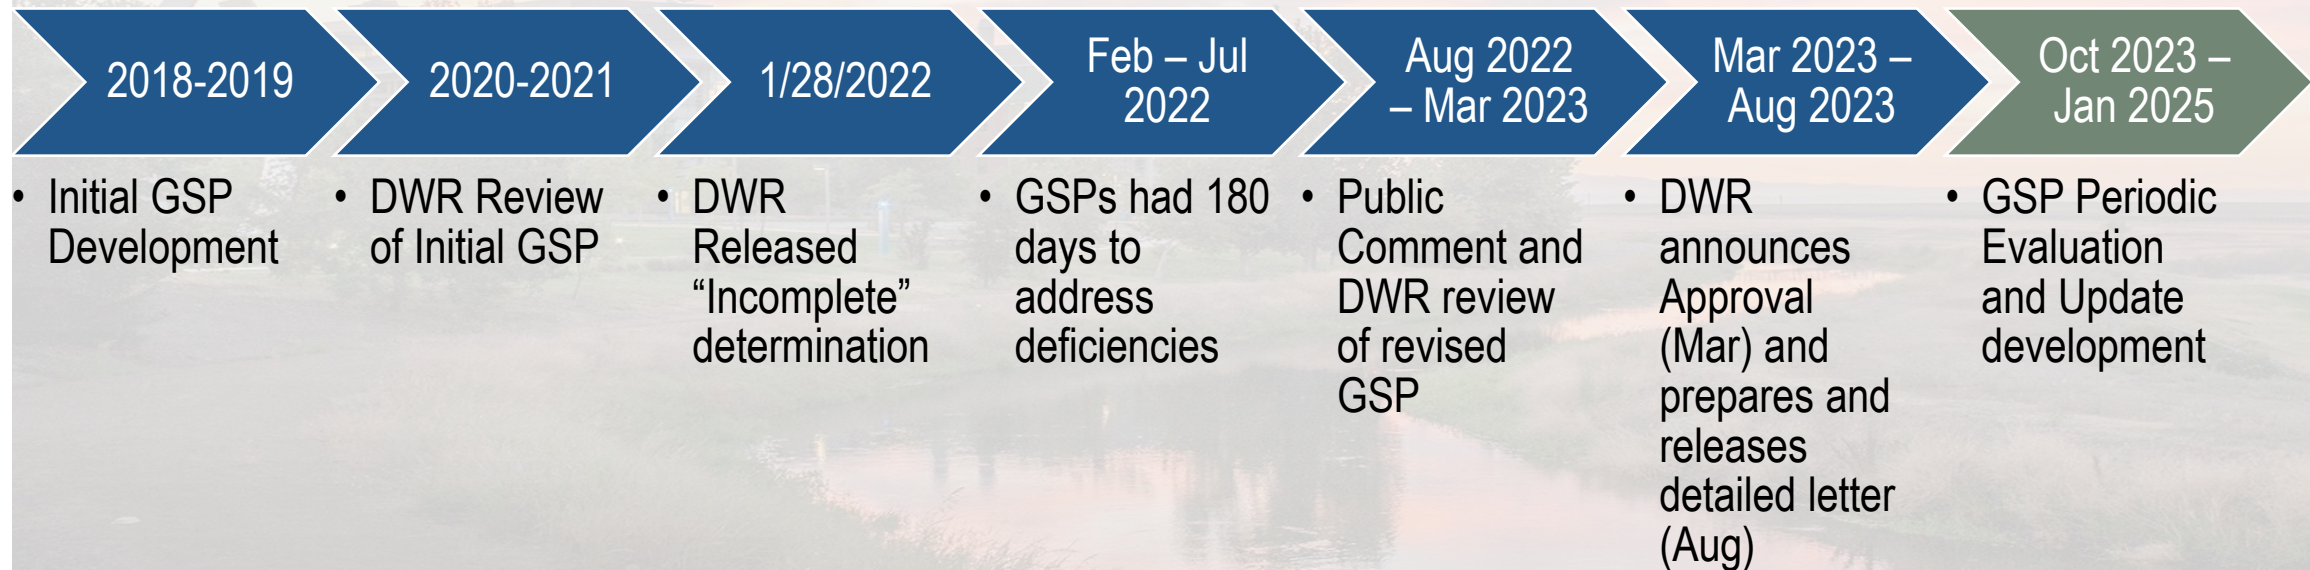 2018-2019
2020-2021
1/28/2022
Feb – Jul
2022
Aug 2022
– Mar 2023
Mar 2023 –
Aug 2023
Oct 2023 –
Jan 2025
• Initial GSP
Development
• DWR Review
of Initial GSP
• DWR
Released
“Incomplete”
determination
• GSPs had 180
days to
address
deficiencies
• Public
Comment and
DWR review
of revised
GSP
• DWR
announces
Approval
(Mar) and
prepares and
releases
detailed letter
(Aug)
• GSP Periodic
Evaluation
and Update
development